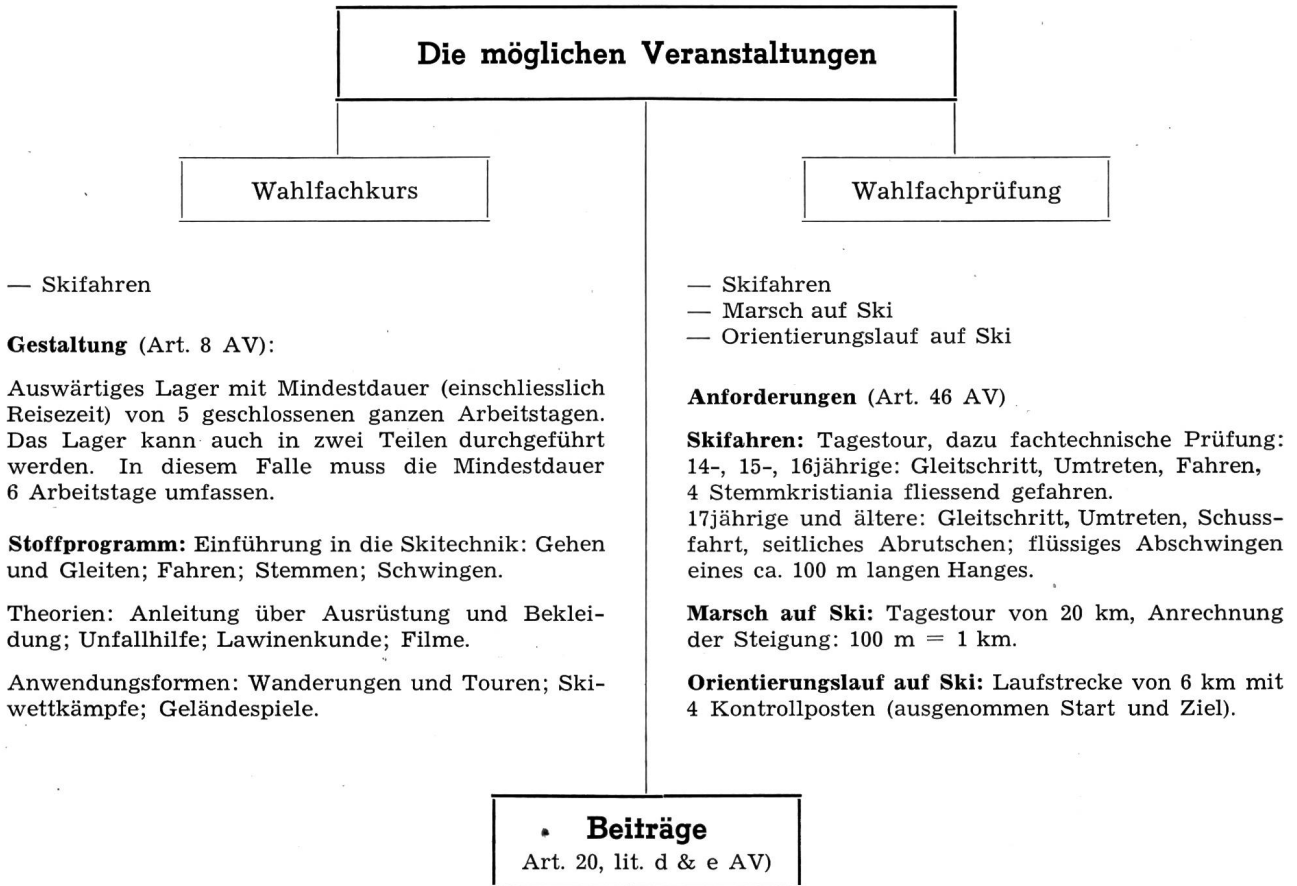 Die möglichen Veranstaltungen
Wahlfachkurs
— Skifahren
Gestaltung (Art. 8 AV):
Auswärtiges Lager mit Mindestdauer (einschliesslich
Reisezeit) von 5 geschlossenen ganzen Arbeitstagen.
Das Lager kann auch in zwei Teilen durchgeführt
werden. In diesem Falle muss die Mindestdauer
6 Arbeitstage umfassen.
Stoffprogramm: Einführung in die Skitechnik: Gehen
und Gleiten; Fahren; Stemmen; Schwingen.
Theorien: Anleitung über Ausrüstung und Beklei-
dung; Unfallhilfe; Lawinenkunde; Filme.
Anwendungsformen: Wanderungen und Touren; Ski-
wettkämpfe; Geländespiele.
Wahlfachprüfung
— Skifahren
— Marsch auf Ski
— Orientierungslauf auf Ski
Anforderungen (Art. 46 AV)
Skifahren: Tagestour, dazu fachtechnische Prüfung:
14-, 15-, 16jährige: Gleitschritt, Umtreten, Fahren,
4 Stemmkristiania fliessend gefahren.
17jährige und ältere: Gleitschritt, Umtreten, Schuss-
fahrt, seitliches Abrutschen; flüssiges Abschwingen
eines ca. 100 m langen Hanges.
Marsch auf Ski: Tagestour von 20 km, Anrechnung
der Steigung: 100 m = 1 km.
Orientierungslauf auf Ski: Laufstrecke von 6 km mit
4 Kontrollposten (ausgenommen Start und Ziel).
Beiträge
Art. 20, lit. d & e AV)